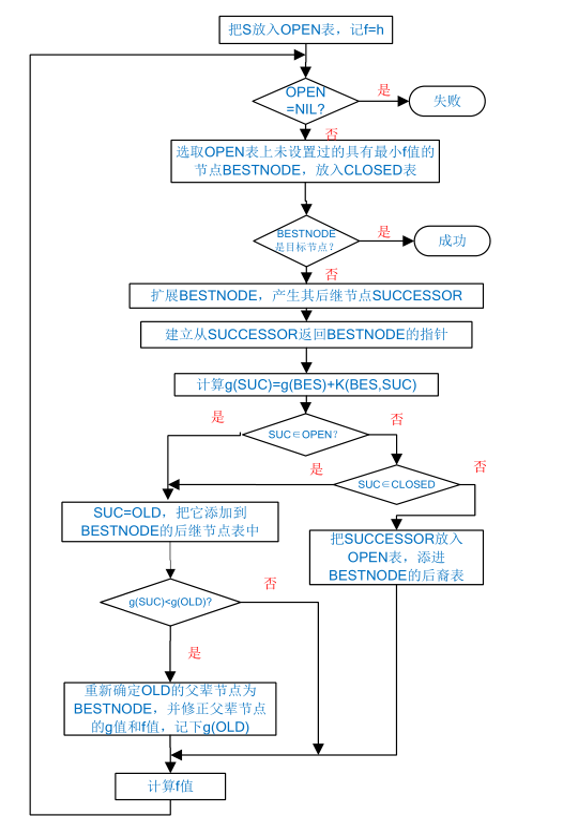 把S放入OPEN表，记f=h
OPEN
=NIL?
是
失败
否
选取OPEN表上未设置过的具有最小f值的
节点BESTNODE，放入CLOSED表
BESTNODE
是目标节点？
是
成功
否
扩展BESTNODE，产生其后继节点SUCCESSOR
建立从SUCCESSOR返回BESTNODE的指针
计算g(SUC)=g(BES)+K(BES,SUC)
是
SUC∈OPEN？
否
是
SUC∈CLOSED
否
SUC=OLD，把它添加到
BESTNODE的后继节点表中
把SUCCESSOR放入
OPEN表，添进
BESTNODE的后裔表
g(SUC)<g(OLD)?
否
是
重新确定OLD的父辈节点为
BESTNODE，并修正父辈节点
的g值和f值，记下g(OLD)
计算f值